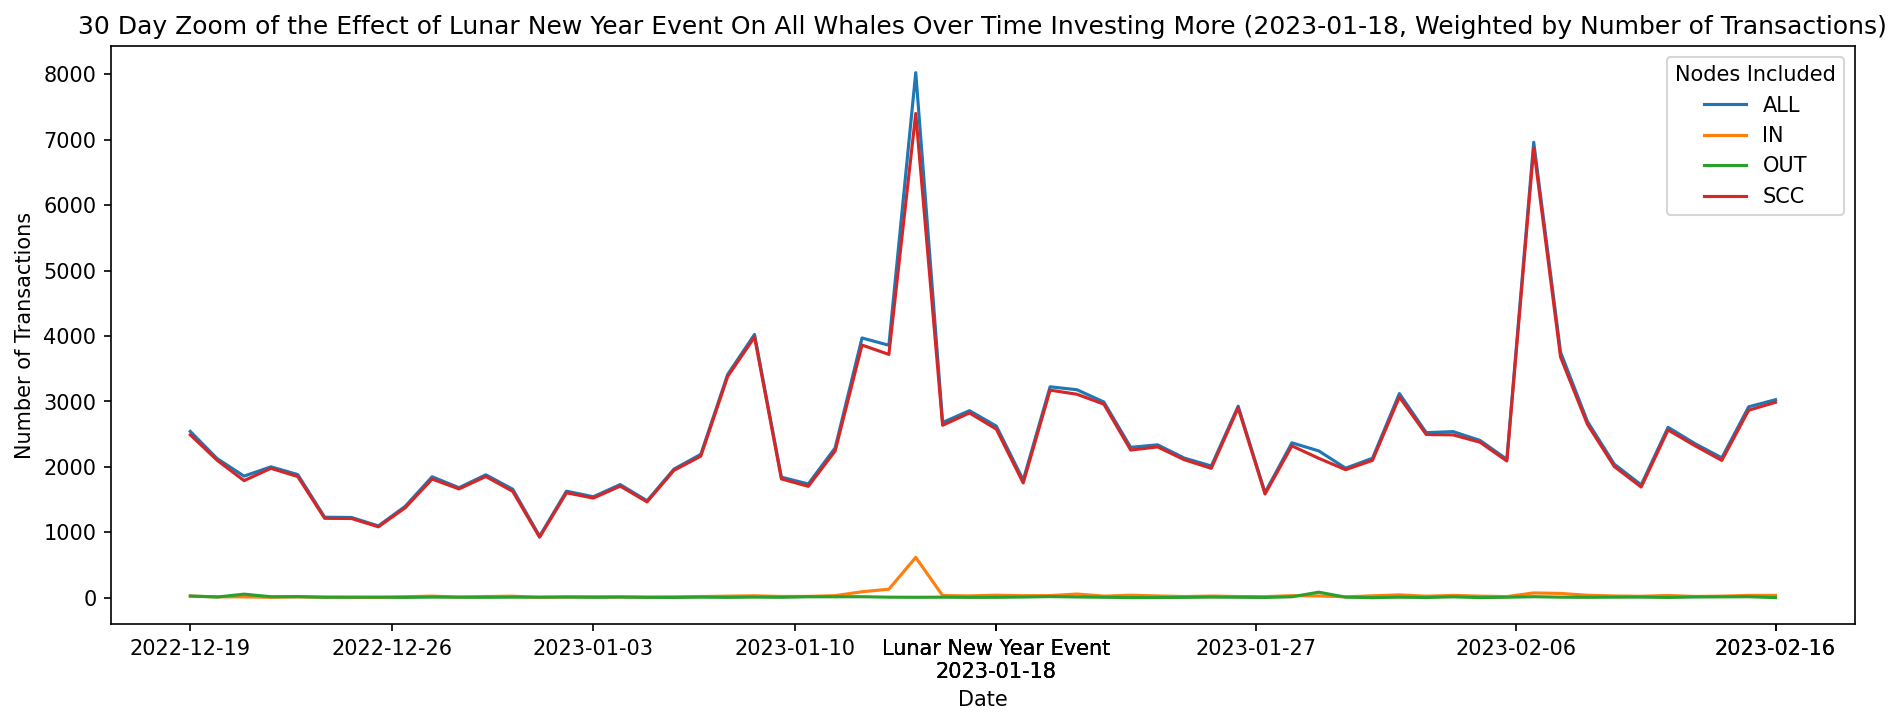 30 Day Zoom of the Effect of Lunar New Year Event On All Whales Over Time Investing More (2023-01-18, Weighted by Number of Transactions)
Number of Transactions
8000
7000
6000
5000
4000
3000
2000
1000
0
Nodes Included
ALL
IN
OUT
SCC
2022-12-19
2022-12-26
2023-01-03
2023-01-10
Lunar New Year Event
2023-01-18
2023-01-27
2023-02-06
2023-02-16
Date